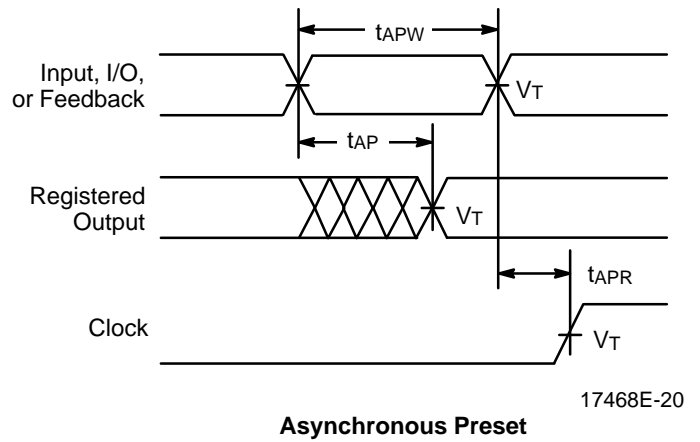 tAPW
Input, I/O,
or Feedback
VT
tAP
Registered
Output
VT
tAPR
Clock
VT
17468E-20
Asynchronous Preset